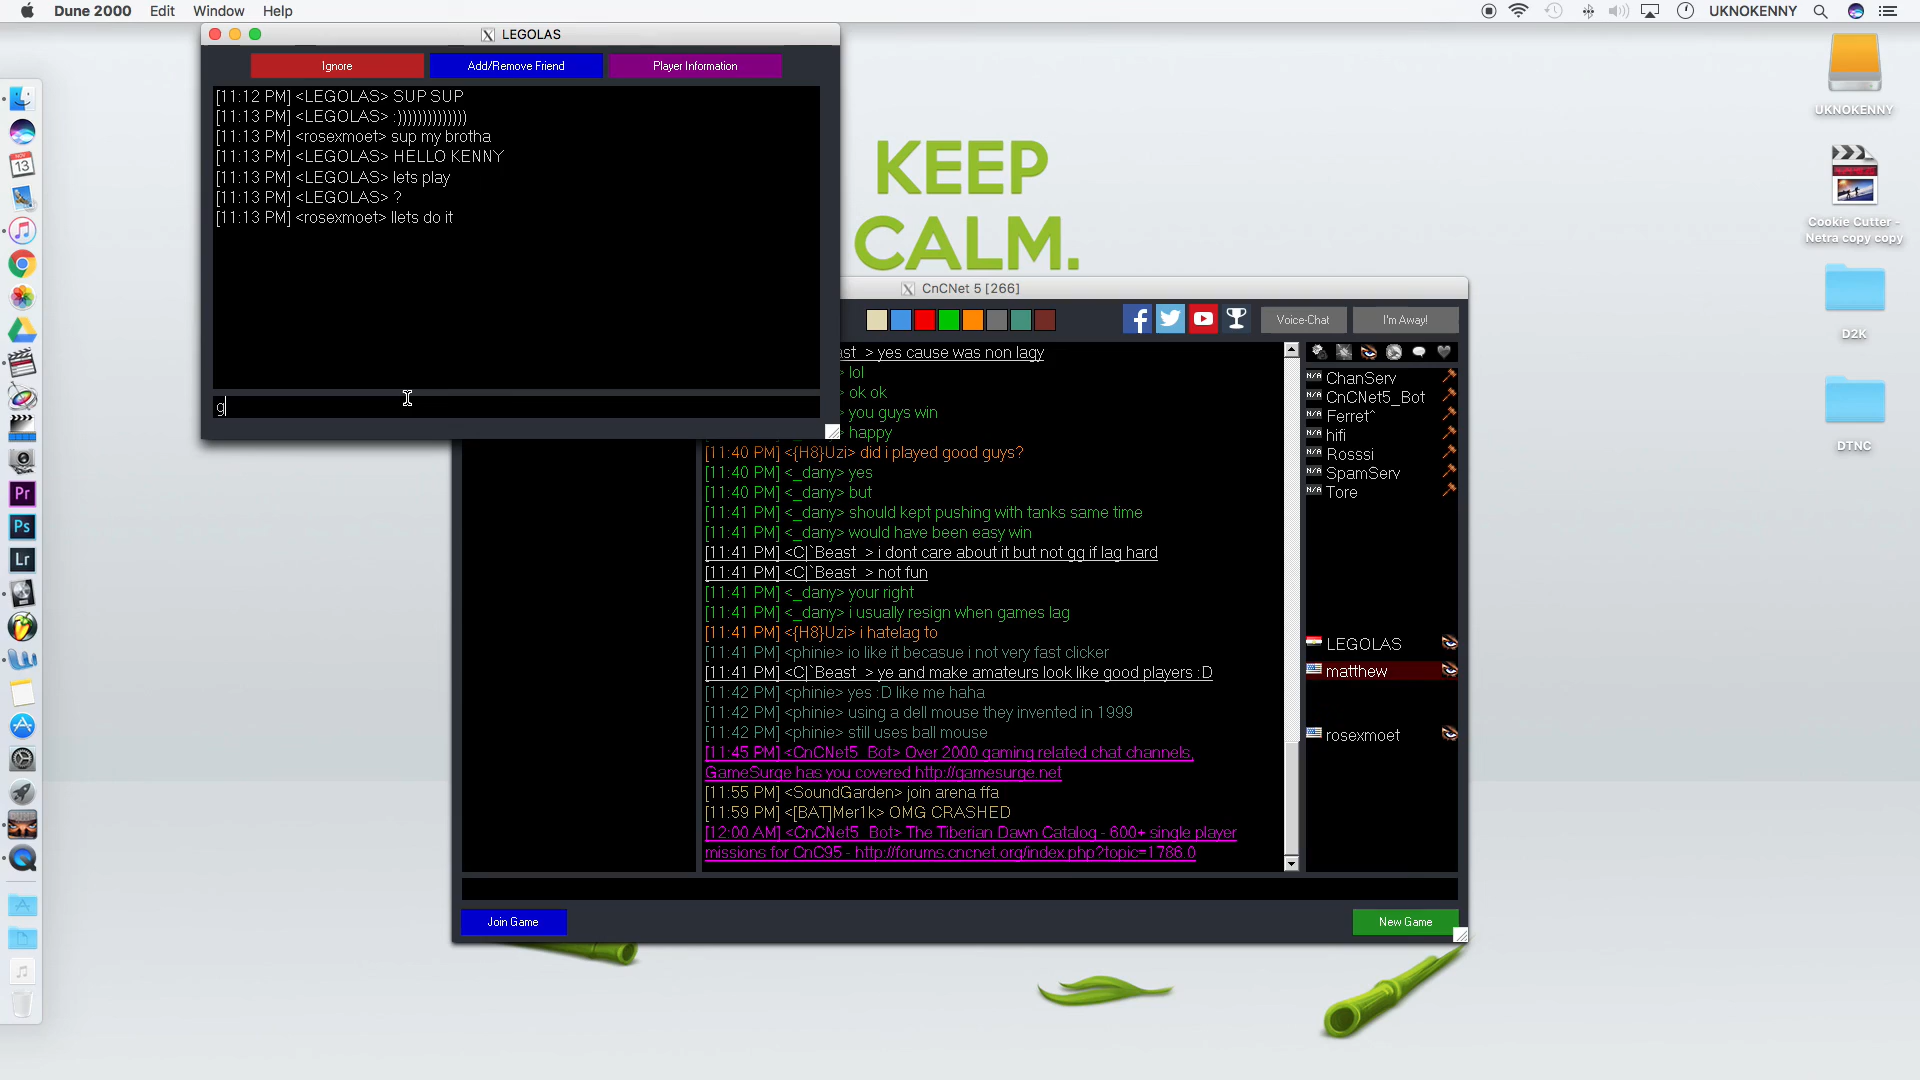 Dune 2000 Edit Window Help
UKNOKENNY
LEGOLAS
Ignore
Add/Remove Friend
Player Information
[11:12 PM] <LEGOLAS> SUP SUP
[11:13 PM] <LEGOLAS> :))))))))))))))
[11:13 PM] <rosexmoet> sup my brotha
[11:13 PM] <LEGOLAS> HELLO KENNY
[11:13 PM] <LEGOLAS> lets play
[11:13 PM] <LEGOLAS> ?
[11:13 PM] <rosexmoet> llets do it
g
KEEP
CALM.
CnCNet 5 [266]
Voice-Chat
I'm Away!
ast > yes cause was non lagy
> lol
> ok ok
> you guys win
> happy
[11:40 PM] <{H8}Uzi> did i played good guys?
[11:40 PM] <_dany> yes
[11:40 PM] <_dany> but
[11:41 PM] <_dany> should kept pushing with tanks same time
[11:41 PM] <_dany> would have been easy win
[11:41 PM] <C|`Beast_> i dont care about it but not gg if lag hard
[11:41 PM] <C|`Beast_> not fun
[11:41 PM] <_dany> your right
[11:41 PM] <_dany> i usually resign when games lag
[11:41 PM] <{H8}Uzi> i hatelag to
[11:41 PM] <phinie> io like it becasue i not very fast clicker
[11:41 PM] <C|`Beast_> ye and make amateurs look like good players :D
[11:42 PM] <phinie> yes :D like me haha
[11:42 PM] <phinie> using a dell mouse they invented in 1999
[11:42 PM] <phinie> still uses ball mouse
[11:45 PM] <CnCNet5_Bot> Over 2000 gaming related chat channels,
GameSurge has you covered http://gamesurge.net
[11:55 PM] <SoundGarden> join arena ffa
[11:59 PM] <[BAT]Mer1k> OMG CRASHED
[12:00 AM] <CnCNet5_Bot> The Tiberian Dawn Catalog - 600+ single player
missions for CnC95 - http://forums.cncnet.org/index.php?topic=1786.0
N/A ChanServ
N/A CnCNet5_Bot
N/A Ferret^
N/A hifi
N/A Rosssi
N/A SpamServ
N/A Tore
LEGOLAS
matthew
rosexmoet
Join Game
New Game
UKNOKENNY
Cookie Cutter -
Netra copy copy
D2K
DTNC
NOV
13
Pr
Ps
Lr